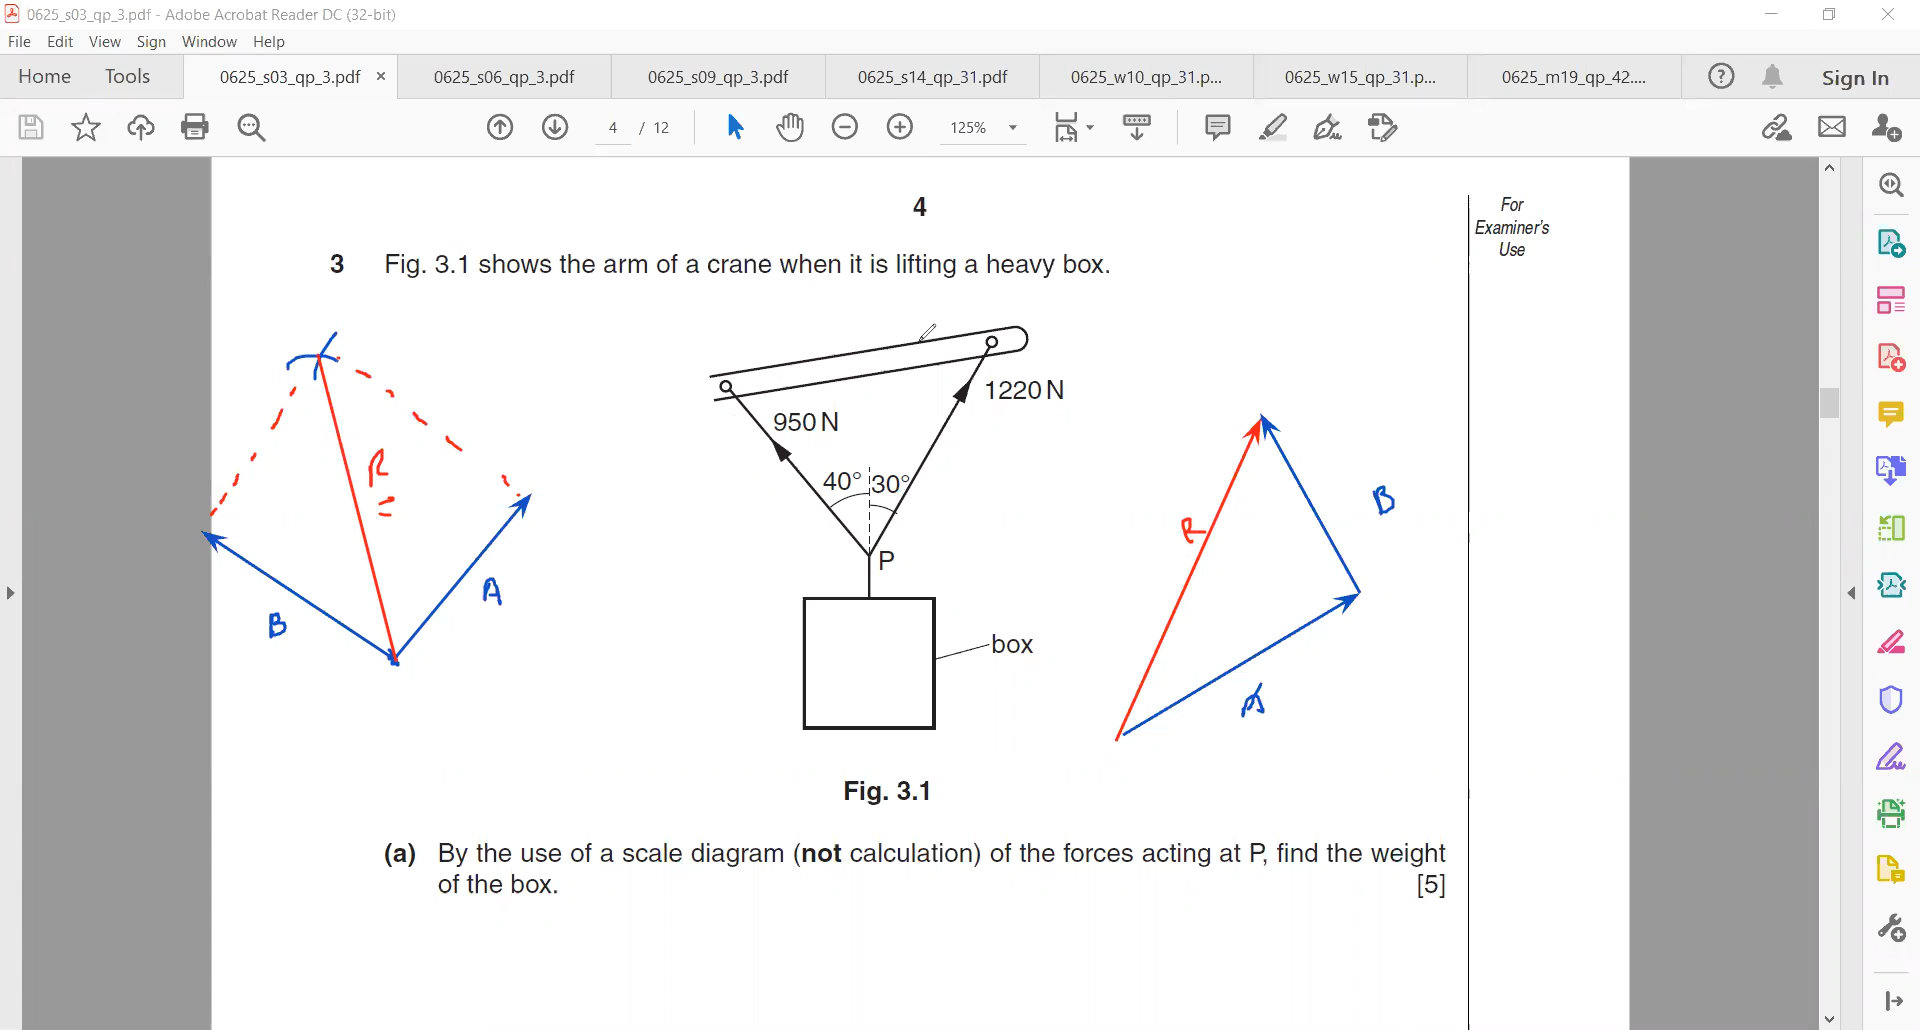 0625_s03_qp_3.pdf - Adobe Acrobat Reader DC (32-bit)
File Edit View Sign Window Help
Home Tools 0625_s03_qp_3.pdf × 0625_s06_qp_3.pdf 0625_s09_qp_3.pdf 0625_s14_qp_31.pdf 0625_w10_qp_31.p... 0625_w15_qp_31.p... 0625_m19_qp_42.... Sign In
4 / 12 125%
4
For
Examiner's
Use
3 Fig. 3.1 shows the arm of a crane when it is lifting a heavy box.
1220 N
950 N
40° 30°
P
box
R
B
A
R
B
A
Fig. 3.1
(a) By the use of a scale diagram (not calculation) of the forces acting at P, find the weight
of the box. [5]